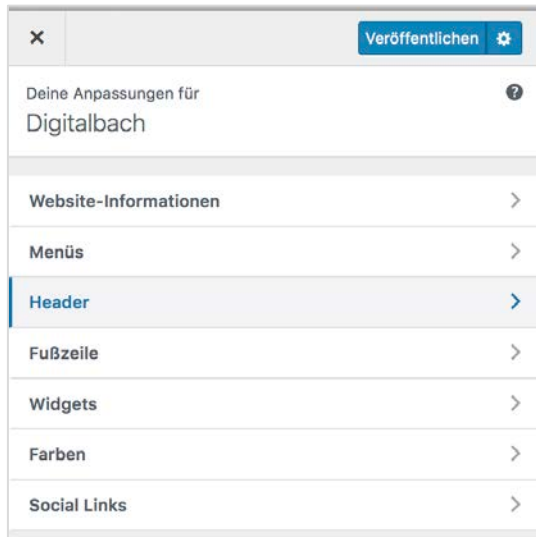 Veröffentlichen
Deine Anpassungen für
Digitalbach
Website-Informationen
Menüs
Header
Fußzeile
Widgets
Farben
Social Links